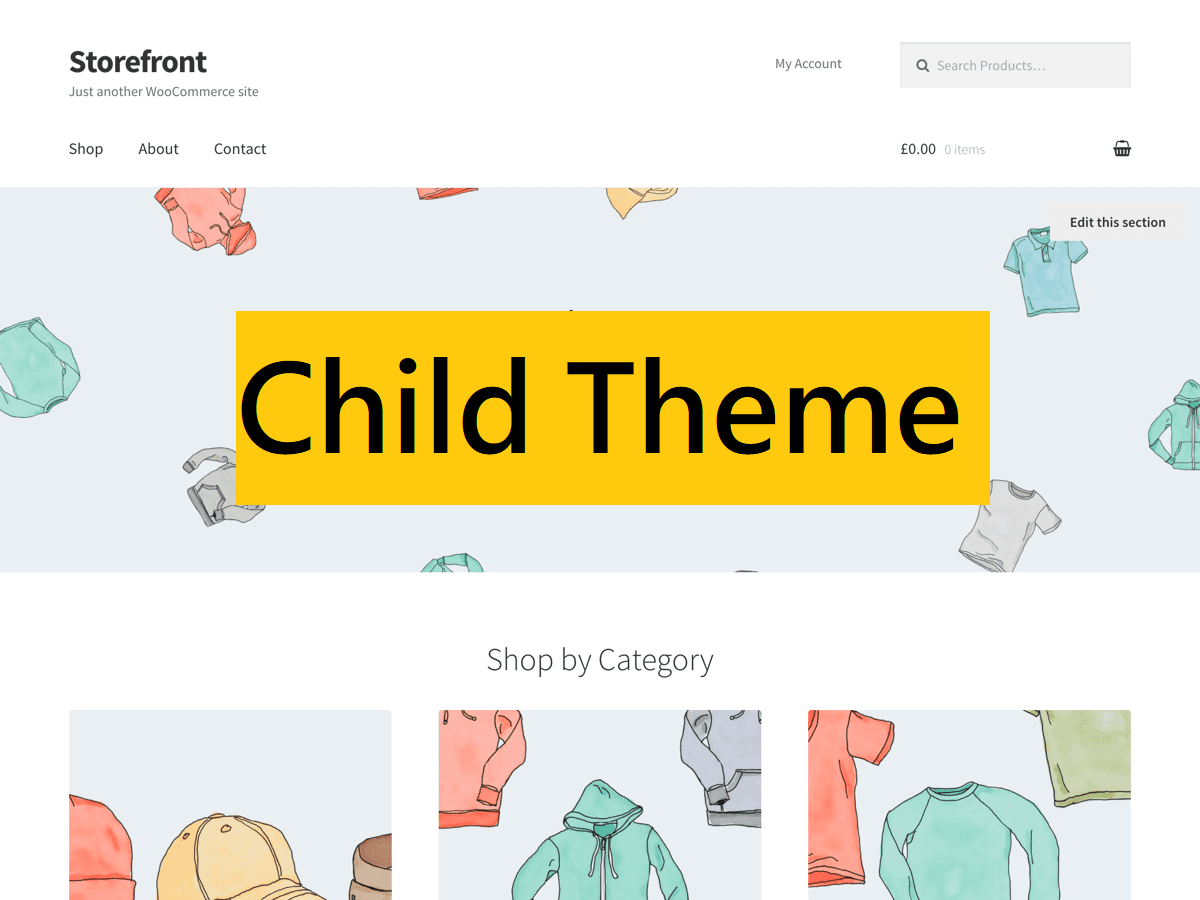 Storefront
Just another WooCommerce site
My Account
Search Products…
Shop
About
Contact
£0.00 0 items
Edit this section
Child Theme
Shop by Category